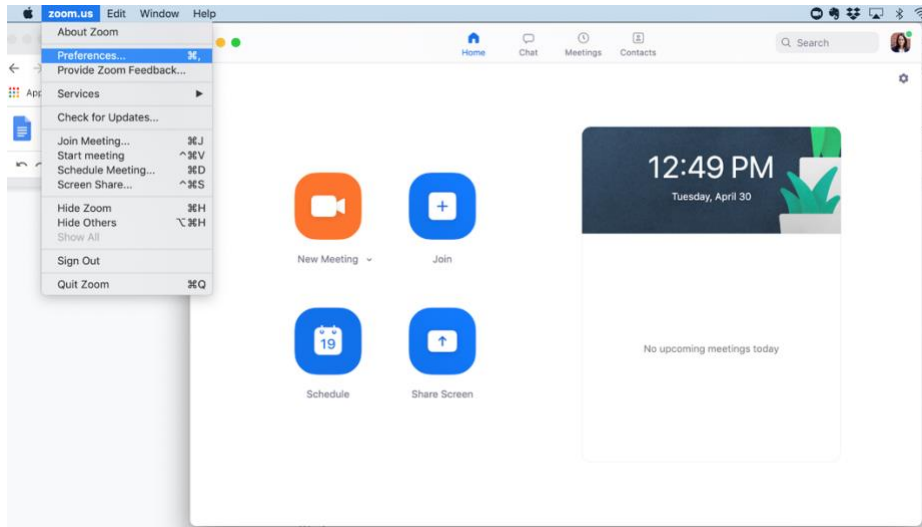 zoom.us Edit Window Help
About Zoom
Preferences... ⌘,
Provide Zoom Feedback...
Services ▶
Check for Updates...
Join Meeting... ⌘J
Start meeting ^⌘V
Schedule Meeting... ⌘D
Screen Share... ^⌘S
Hide Zoom ⌘H
Hide Others ⌥⌘H
Show All
Sign Out
Quit Zoom ⌘Q
App
Home Chat Meetings Contacts
Search
12:49 PM
Tuesday, April 30
New Meeting Join
19
Schedule Share Screen
No upcoming meetings today